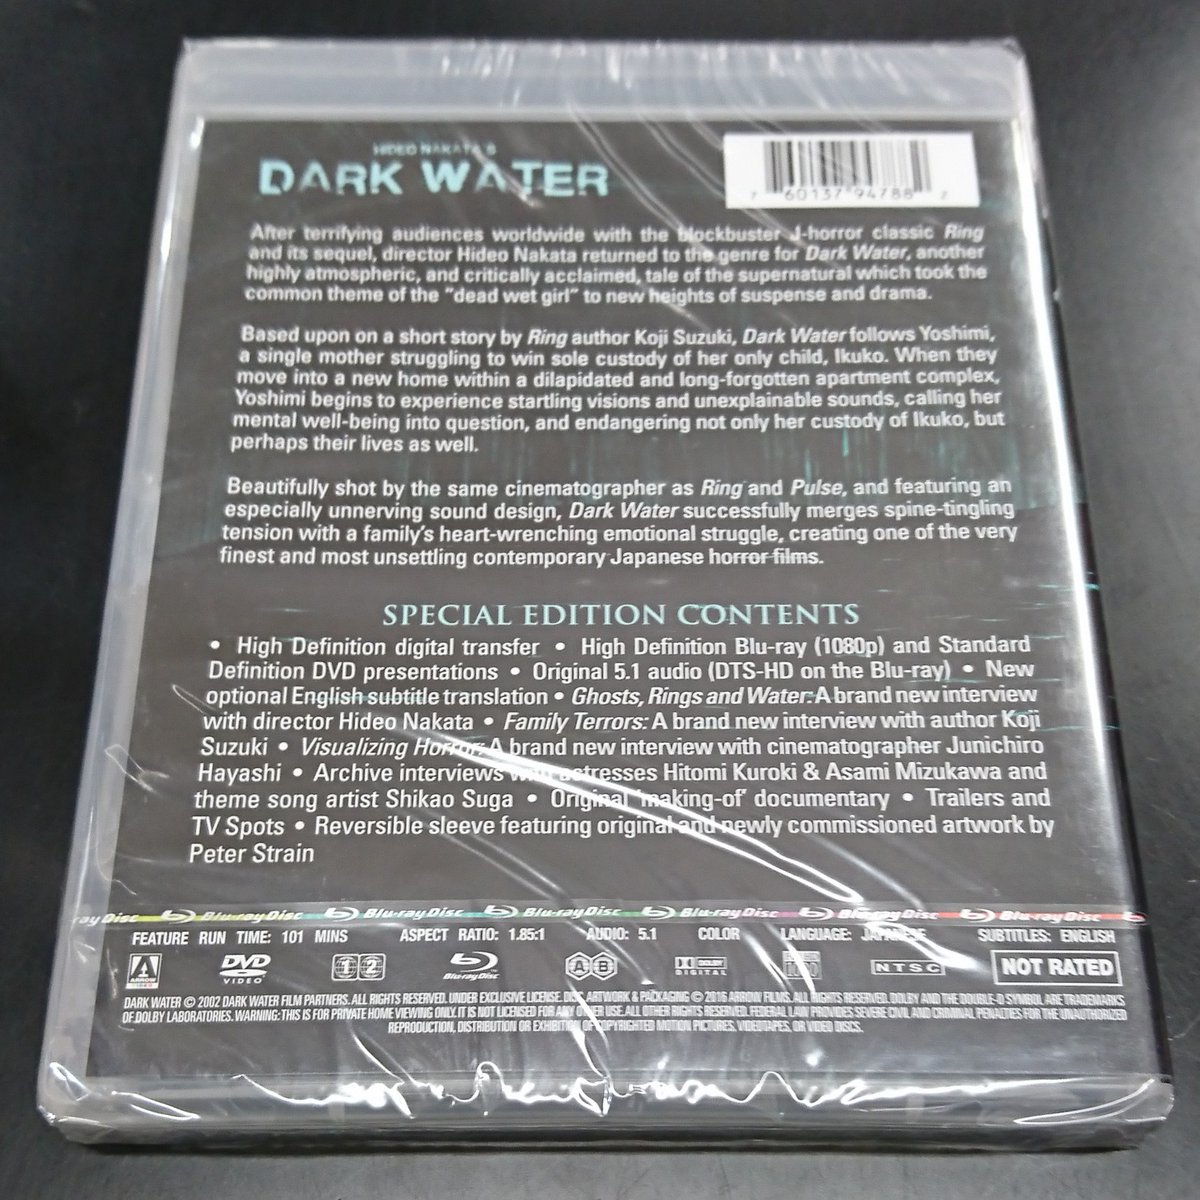 HIDEO NAKATA'S
DARK WATER
7 60137 94788 2
After terrifying audiences worldwide with the blockbuster J-horror classic Ring
and its sequel, director Hideo Nakata returned to the genre for Dark Water, another
highly atmospheric, and critically acclaimed, tale of the supernatural which took the
common theme of the "dead wet girl" to new heights of suspense and drama.
Based upon on a short story by Ring author Koji Suzuki, Dark Water follows Yoshimi,
a single mother struggling to win sole custody of her only child, Ikuko. When they
move into a new home within a dilapidated and long-forgotten apartment complex,
Yoshimi begins to experience startling visions and unexplainable sounds, calling her
mental well-being into question, and endangering not only her custody of Ikuko, but
perhaps their lives as well.
Beautifully shot by the same cinematographer as Ring and Pulse, and featuring an
especially unnerving sound design, Dark Water successfully merges spine-tingling
tension with a family's heart-wrenching emotional struggle, creating one of the very
finest and most unsettling contemporary Japanese horror films.
SPECIAL EDITION CONTENTS
• High Definition digital transfer • High Definition Blu-ray (1080p) and Standard
Definition DVD presentations • Original 5.1 audio (DTS-HD on the Blu-ray) • New
optional English subtitle translation • Ghosts, Rings and Water: A brand new interview
with director Hideo Nakata • Family Terrors: A brand new interview with author Koji
Suzuki • Visualizing Horror: A brand new interview with cinematographer Junichiro
Hayashi • Archive interviews with actresses Hitomi Kuroki & Asami Mizukawa and
theme song artist Shikao Suga • Original 'making-of' documentary • Trailers and
TV Spots • Reversible sleeve featuring original and newly commissioned artwork by
Peter Strain
ray Disc Blu-ray Disc Blu-ray Disc Blu-ray Disc Blu-ray Disc Blu-ray Disc Blu-ray Disc
FEATURE RUN TIME: 101 MINS ASPECT RATIO: 1.85:1 AUDIO: 5.1 COLOR LANGUAGE: JAPANESE SUBTITLES: ENGLISH
ARROW DVD VIDEO 1 2 Blu-ray Disc A B DOLBY DIGITAL NTSC NOT RATED
DARK WATER © 2002 DARK WATER FILM PARTNERS. ALL RIGHTS RESERVED. UNDER EXCLUSIVE LICENSE. DISC, ARTWORK & PACKAGING © 2016 ARROW FILMS. ALL RIGHTS RESERVED. DOLBY AND THE DOUBLE-D SYMBOL ARE TRADEMARKS
OF DOLBY LABORATORIES. WARNING: THIS IS FOR PRIVATE HOME VIEWING ONLY. IT IS NOT LICENSED FOR ANY OTHER USE. ALL OTHER RIGHTS RESERVED. FEDERAL LAW PROVIDES SEVERE CIVIL AND CRIMINAL PENALTIES FOR THE UNAUTHORIZED
REPRODUCTION, DISTRIBUTION OR EXHIBITION OF COPYRIGHTED MOTION PICTURES, VIDEOTAPES, OR VIDEO DISCS.